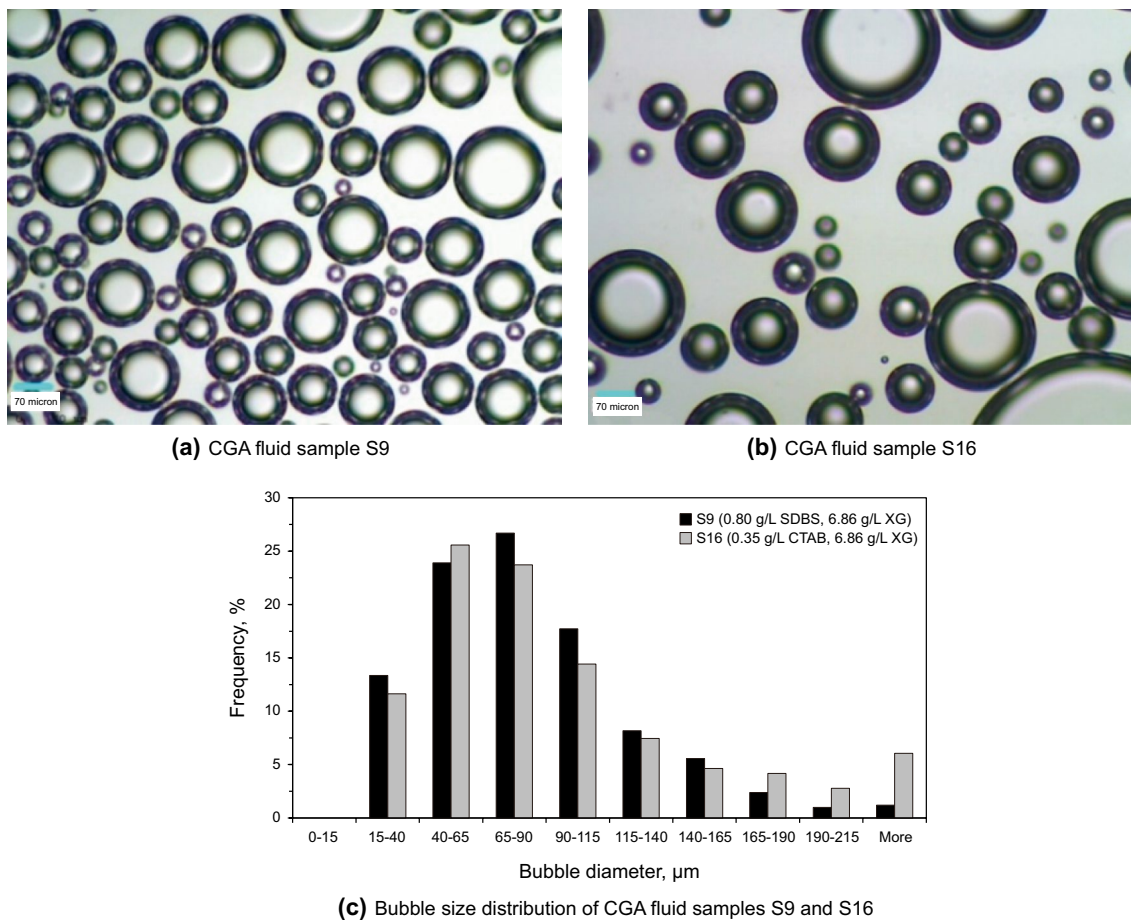 70 micron
70 micron
(a) CGA fluid sample S9
(b) CGA fluid sample S16
30
25
20
15
10
5
0
Frequency, %
S9 (0.80 g/L SDBS, 6.86 g/L XG)
S16 (0.35 g/L CTAB, 6.86 g/L XG)
0-15 15-40 40-65 65-90 90-115 115-140 140-165 165-190 190-215 More
Bubble diameter, µm
(c) Bubble size distribution of CGA fluid samples S9 and S16